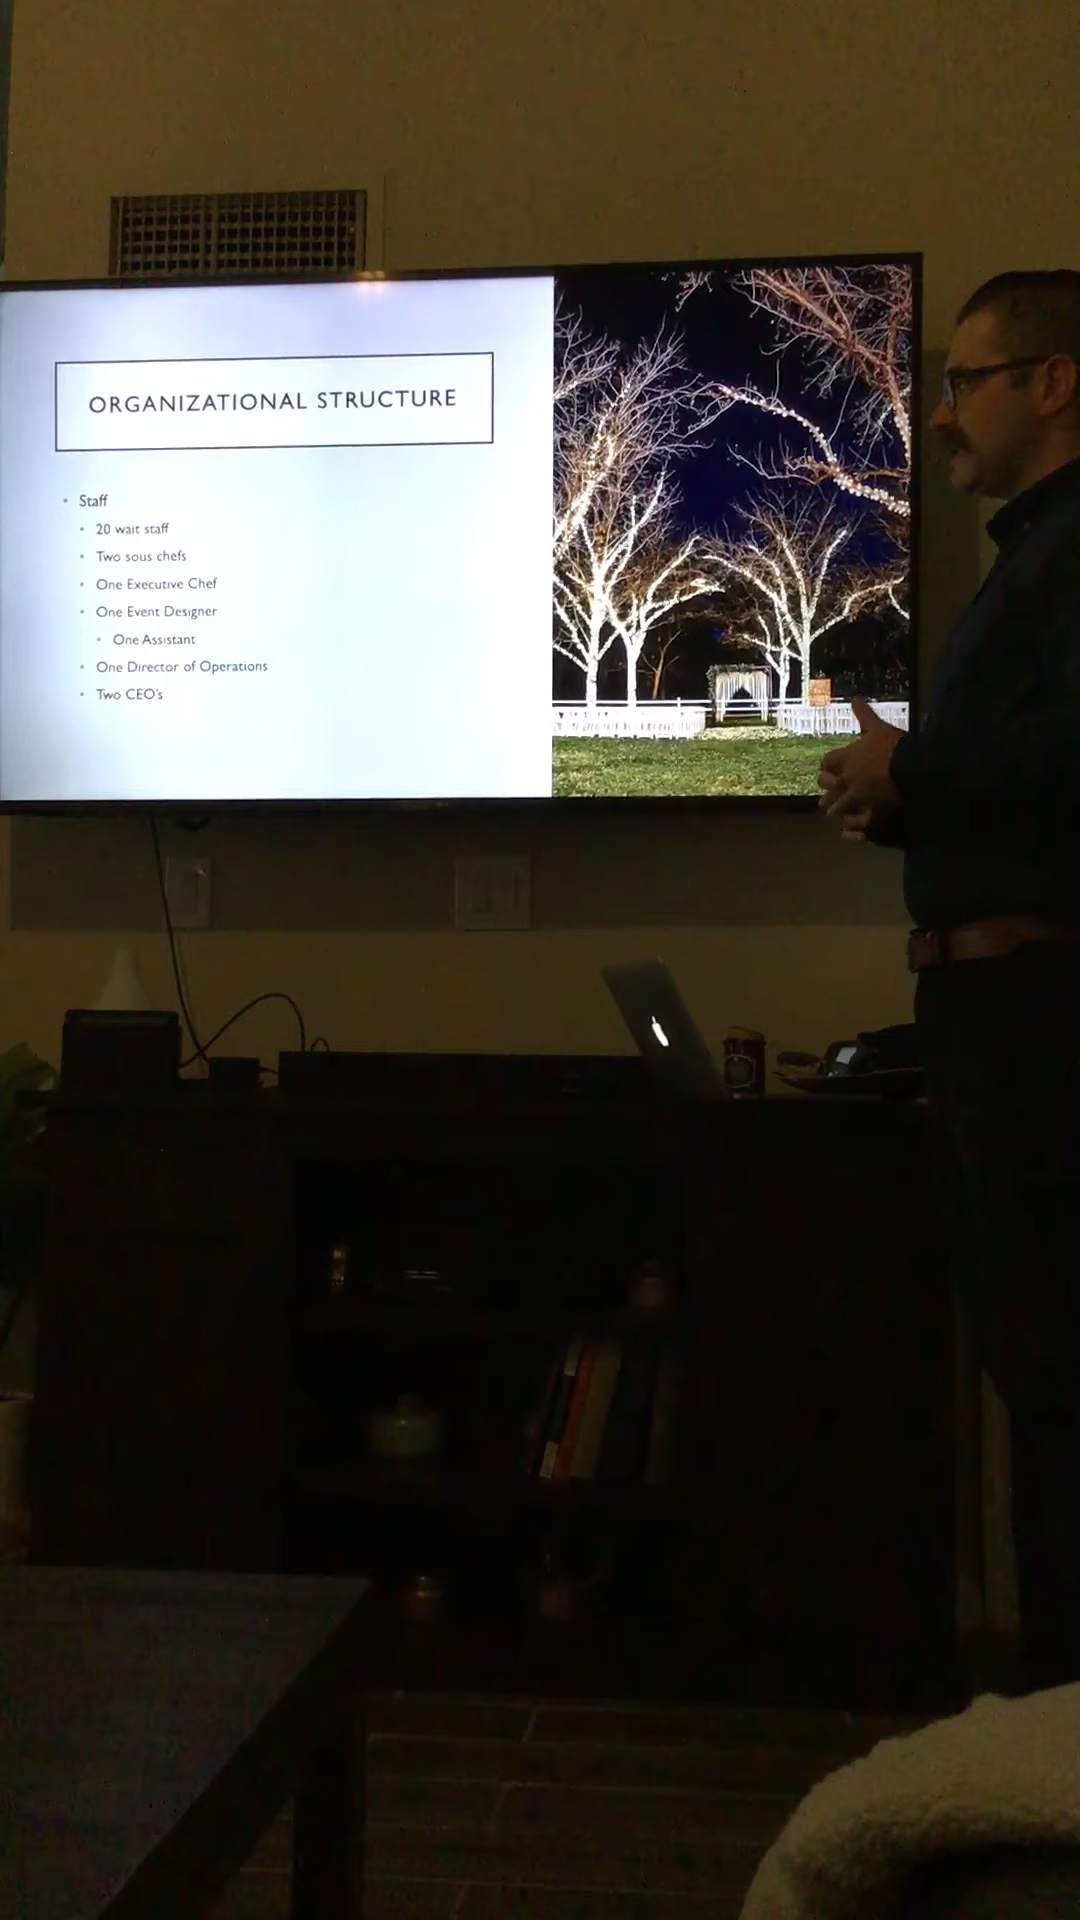 ORGANIZATIONAL STRUCTURE
Staff
20 wait staff
Two sous chefs
One Executive Chef
One Event Designer
One Assistant
One Director of Operations
Two CEO's